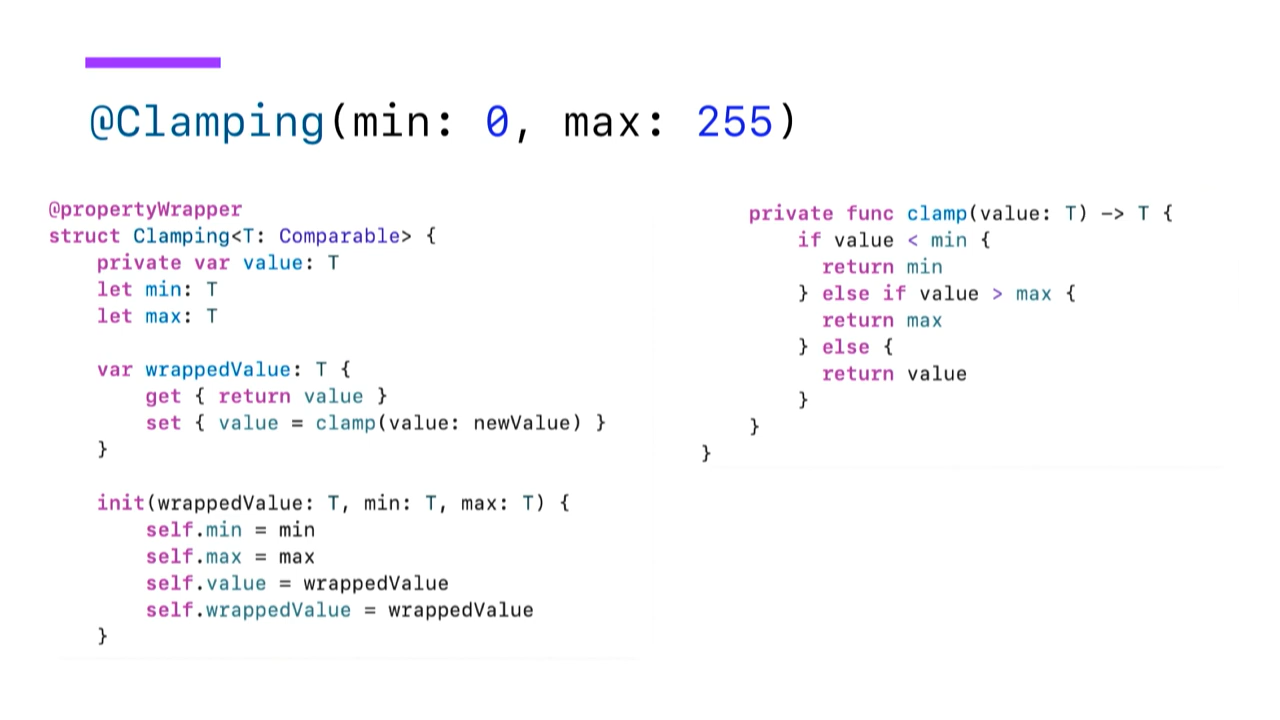 @Clamping(min: 0, max: 255)
@propertyWrapper
struct Clamping<T: Comparable> {
    private var value: T
    let min: T
    let max: T

    var wrappedValue: T {
        get { return value }
        set { value = clamp(value: newValue) }
    }

    init(wrappedValue: T, min: T, max: T) {
        self.min = min
        self.max = max
        self.value = wrappedValue
        self.wrappedValue = wrappedValue
    }

    private func clamp(value: T) -> T {
        if value < min {
          return min
        } else if value > max {
          return max
        } else {
          return value
        }
    }
}